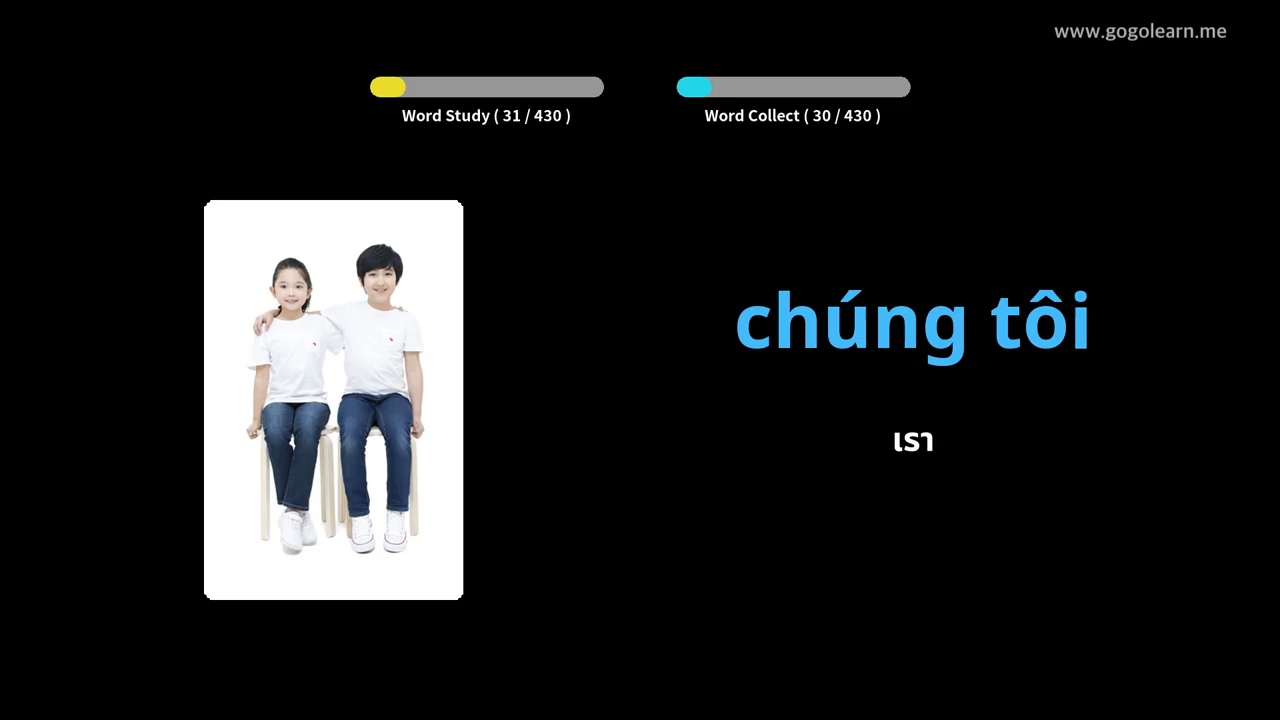 www.gogolearn.me
Word Study ( 31 / 430 )
Word Collect ( 30 / 430 )
chúng tôi
เรา